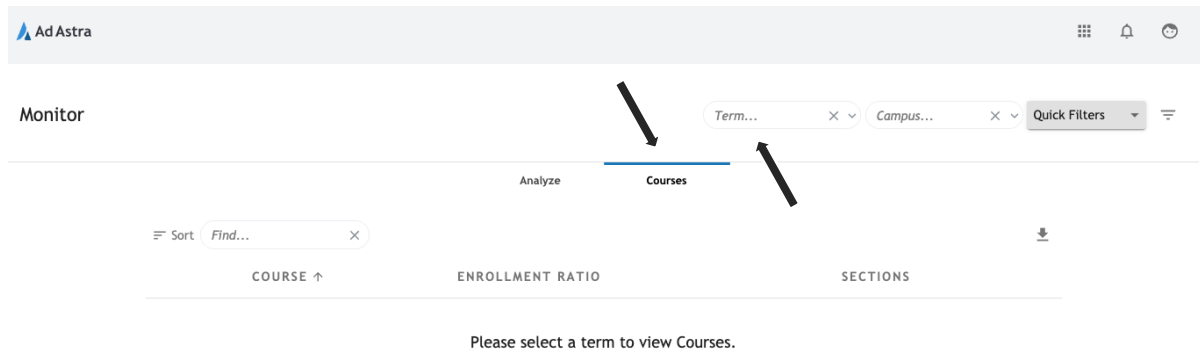 Ad Astra
Monitor
Term...
Campus...
Quick Filters
Analyze
Courses
Sort
Find...
COURSE ↑
ENROLLMENT RATIO
SECTIONS
Please select a term to view Courses.